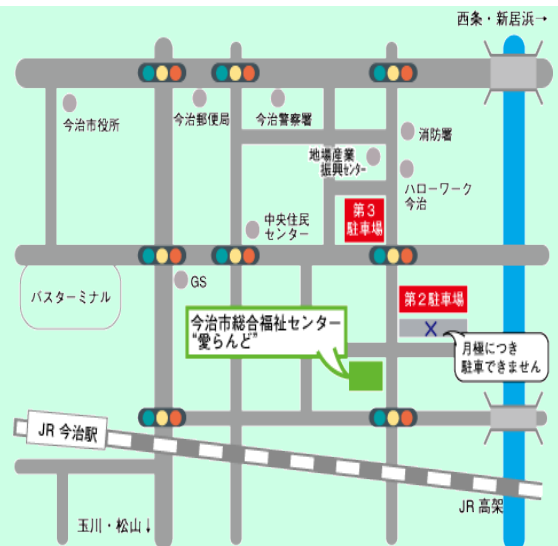 西条・新居浜→
今治市役所
今治郵便局
今治警察署
消防署
地場産業
振興センター
ハローワーク
今治
第3
駐車場
中央住民
センター
GS
バスターミナル
第2駐車場
X
今治市総合福祉センター
“愛らんど”
月極につき
駐車できません
JR 今治駅
JR 高架
玉川・松山↓